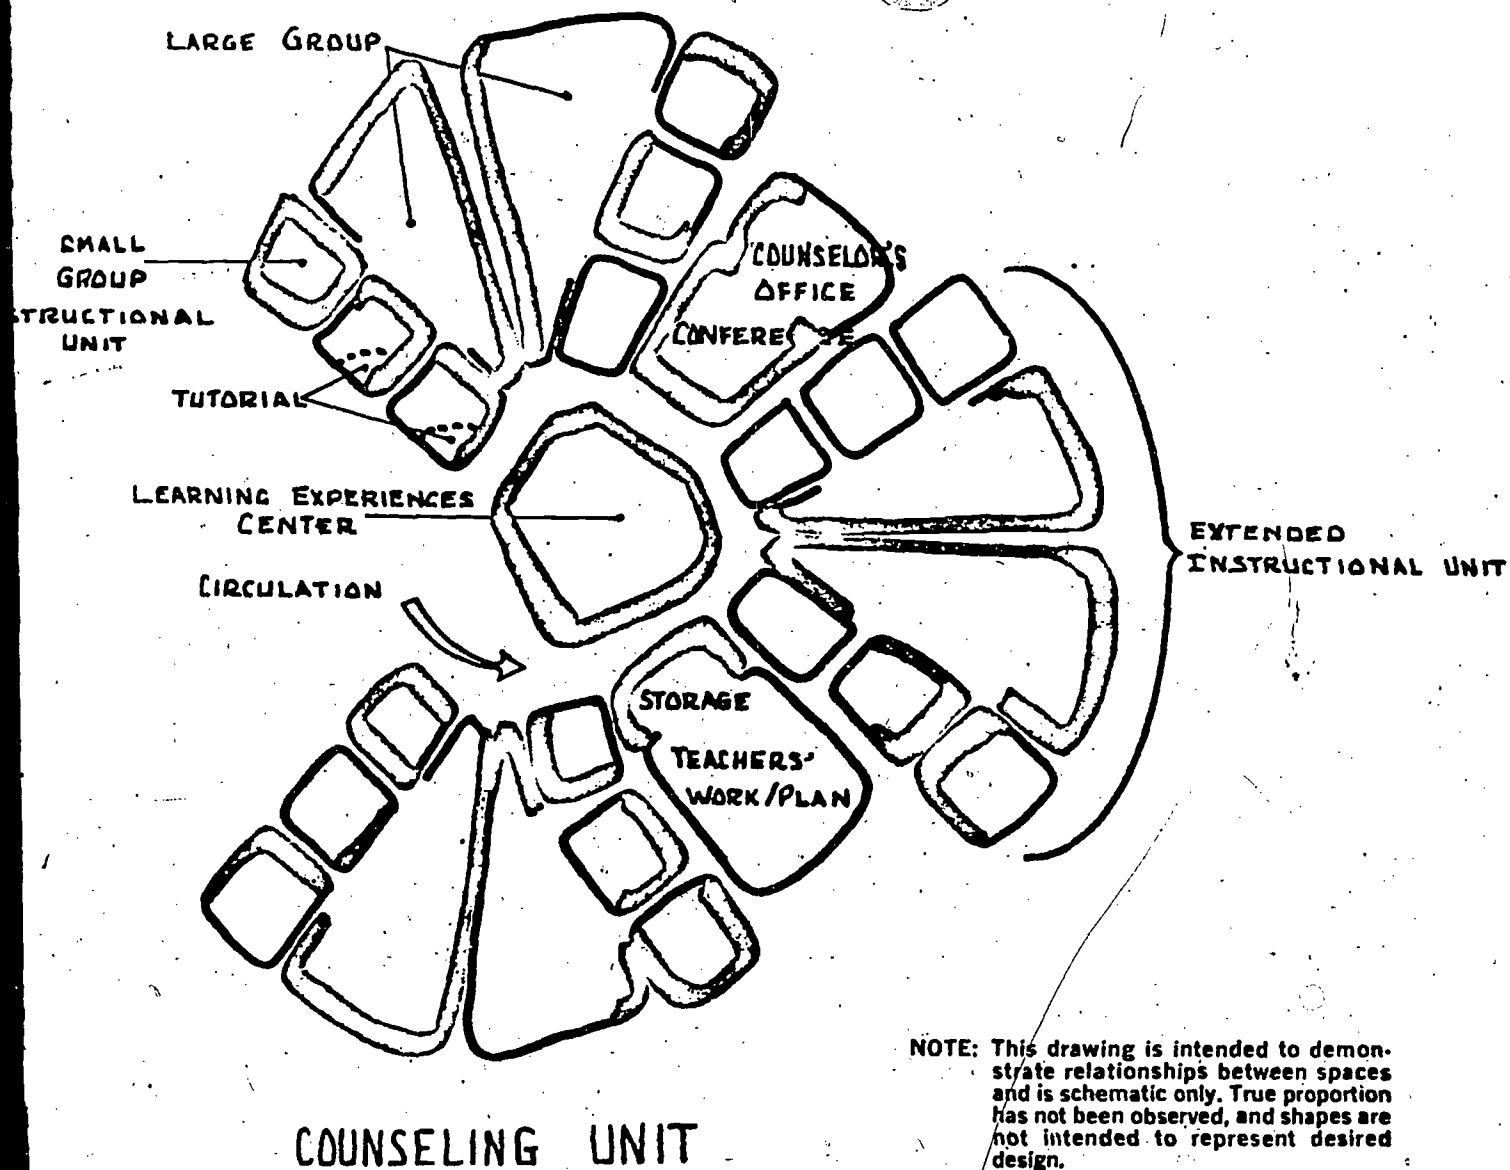 LARGE GROUP
SMALL
GROUP
STRUCTIONAL
UNIT
TUTORIAL
LEARNING EXPERIENCES
CENTER
CIRCULATION
COUNSELOR'S
OFFICE
CONFERENCE
EXTENDED
INSTRUCTIONAL UNIT
STORAGE
TEACHERS'
WORK/PLAN
NOTE: This drawing is intended to demon-
strate relationships between spaces
and is schematic only. True proportion
has not been observed, and shapes are
not intended to represent desired
design.
COUNSELING UNIT